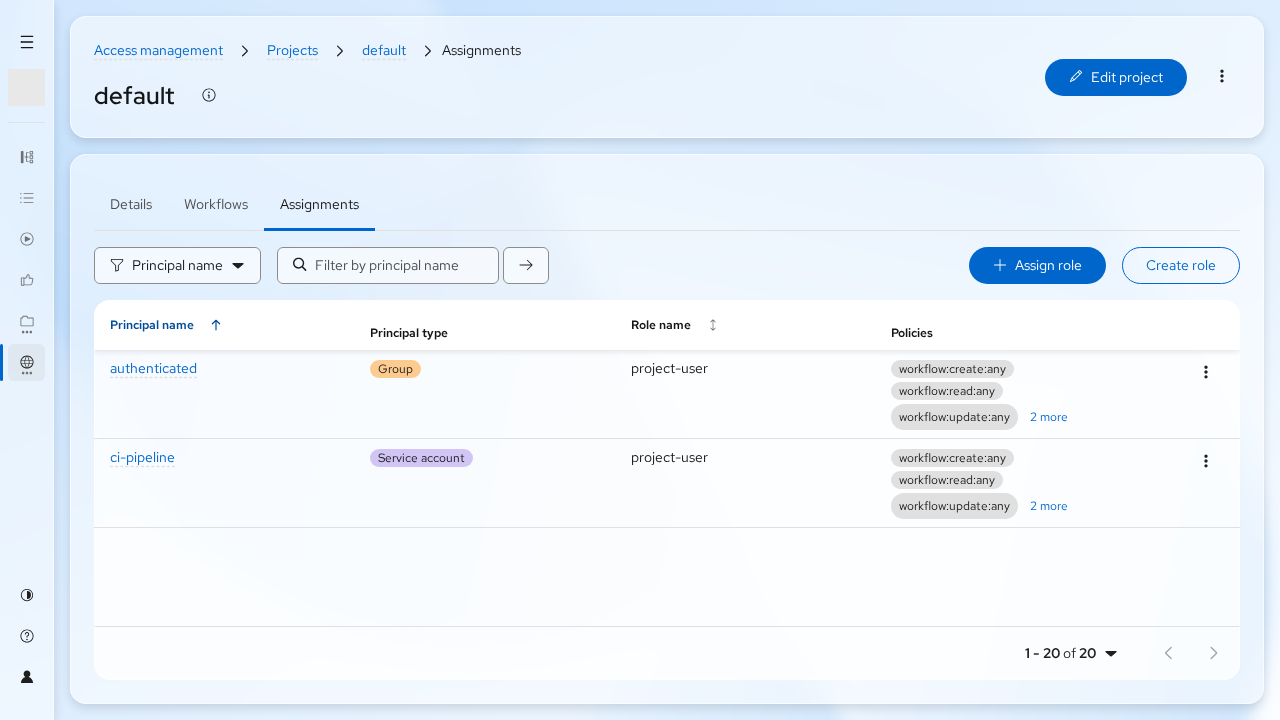 Access management
Projects
default
Assignments
default
Edit project
Details
Workflows
Assignments
Principal name
Filter by principal name
Assign role
Create role
Principal name
Principal type
Role name
Policies
authenticated
Group
project-user
workflow:create:any
workflow:read:any
workflow:update:any
2 more
ci-pipeline
Service account
project-user
workflow:create:any
workflow:read:any
workflow:update:any
2 more
1 - 20 of 20